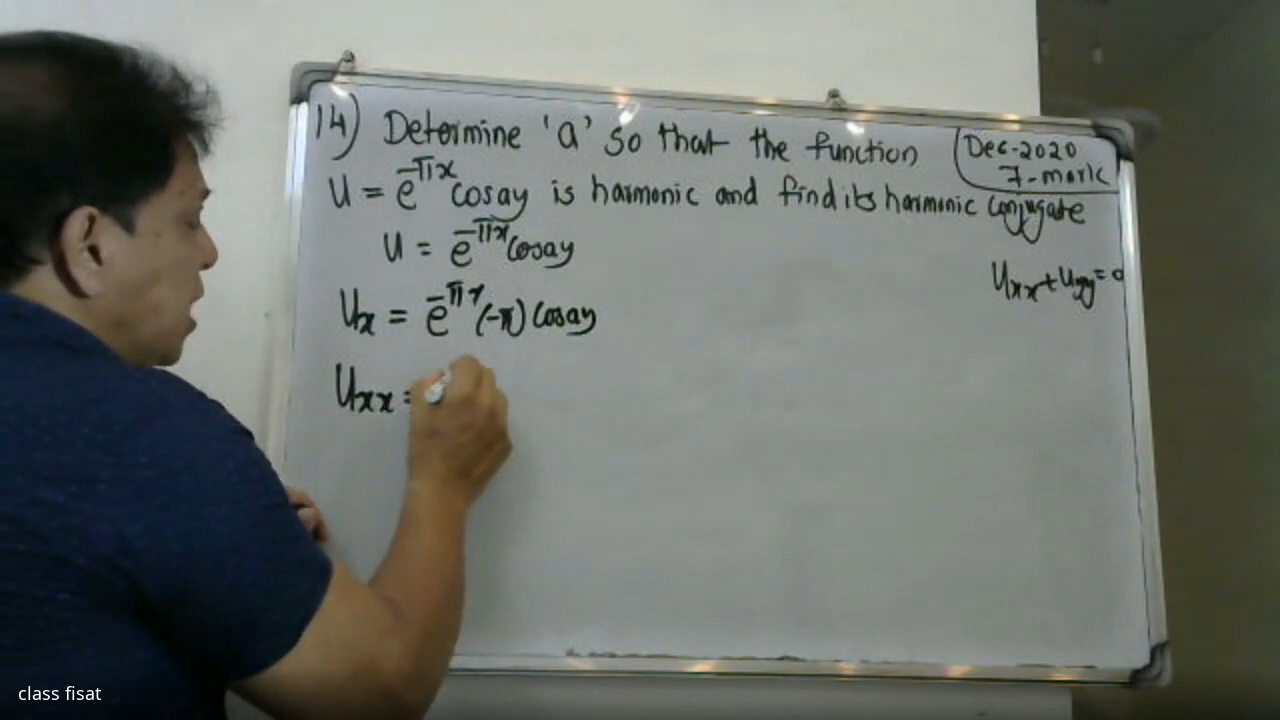 14) Determine 'a' so that the function
Dec-2020
7-mark
U = e^-πx cosay is harmonic and find its harmonic conjugate
U = e^-πx cosay
Uxx + Uyy = 0
Ux = e^-πx (-π) cosay
Uxx =
class fisat